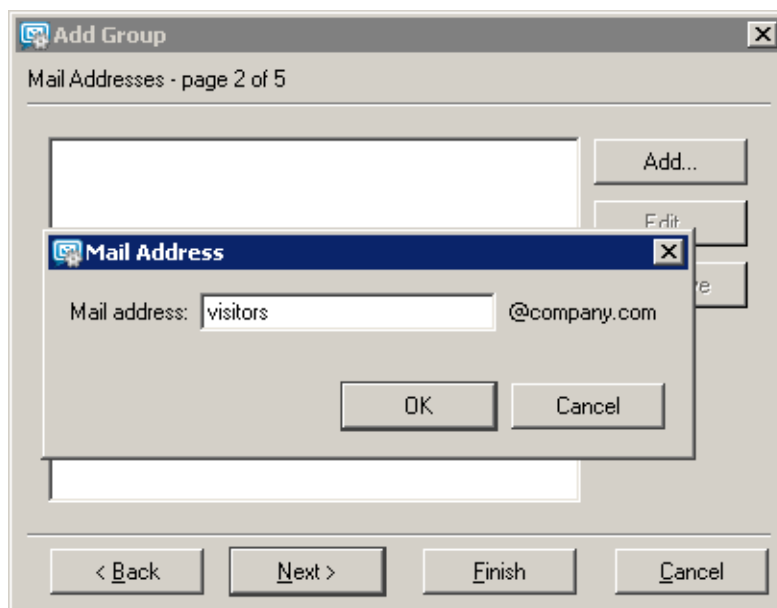 Add Group
Mail Addresses - page 2 of 5
Add...
Edit...
Mail Address
Mail address: visitors @company.com
OK Cancel
< Back Next > Finish Cancel